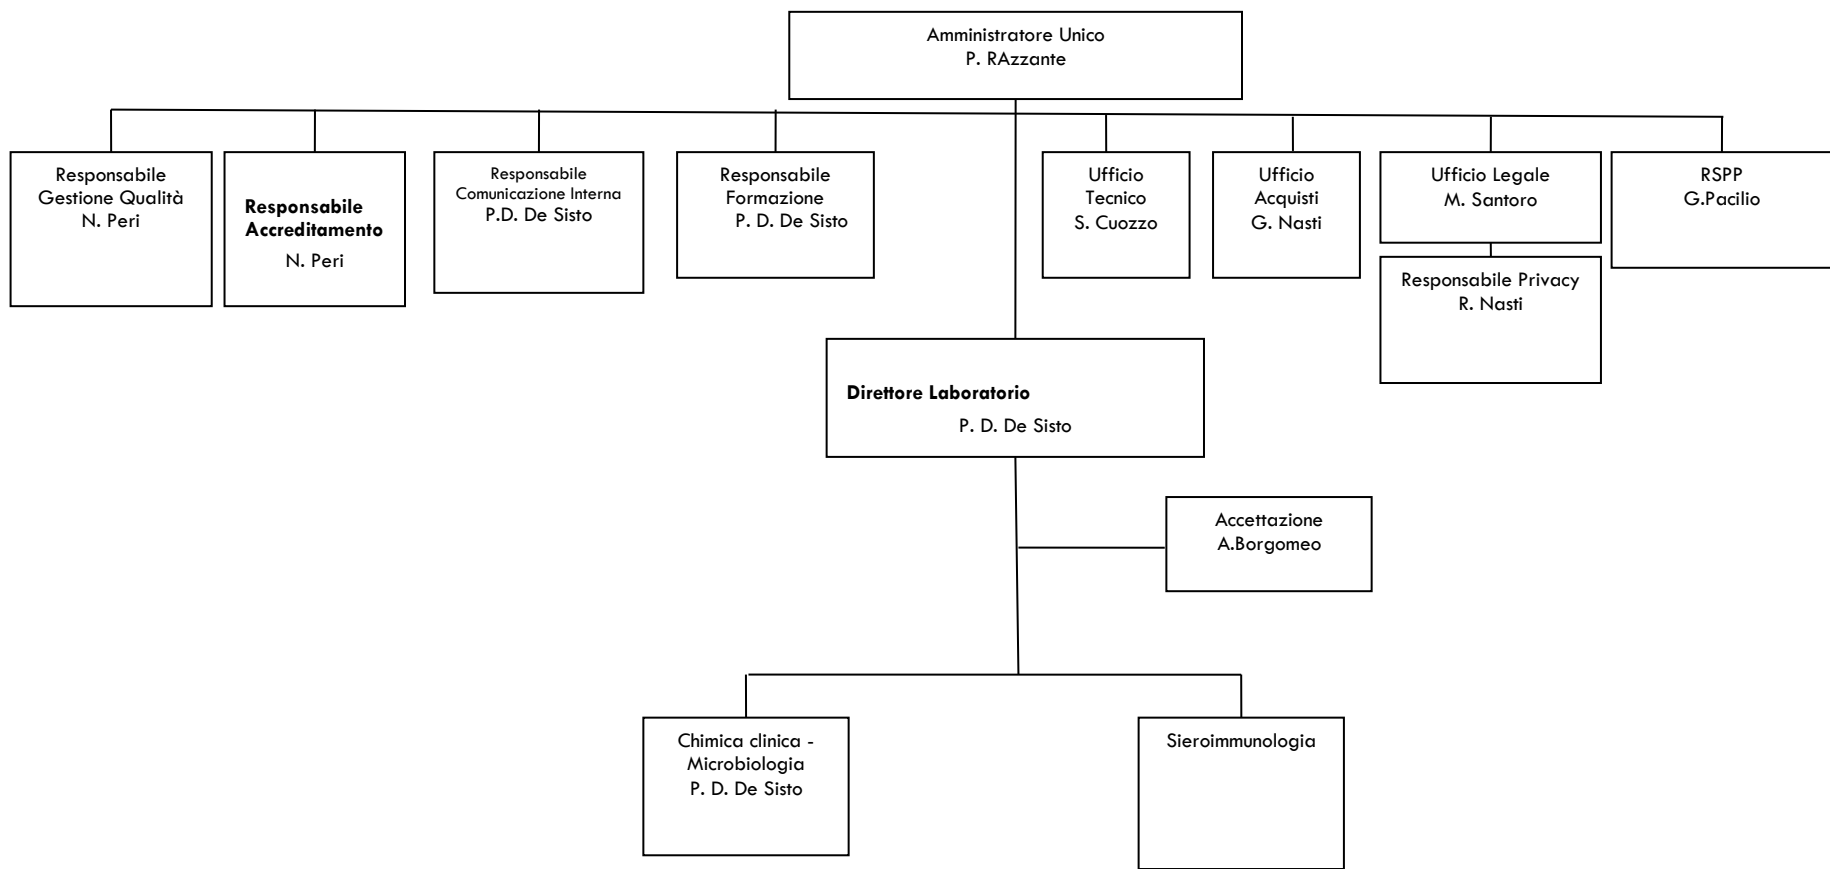 Amministratore Unico
P. RAzzante
Responsabile
Gestione Qualità
N. Peri
Responsabile
Accreditamento
N. Peri
Responsabile
Comunicazione Interna
P.D. De Sisto
Responsabile
Formazione
P. D. De Sisto
Ufficio
Tecnico
S. Cuozzo
Ufficio
Acquisti
G. Nasti
Ufficio Legale
M. Santoro
RSPP
G.Pacilio
Responsabile Privacy
R. Nasti
Direttore Laboratorio
P. D. De Sisto
Accettazione
A.Borgomeo
Chimica clinica -
Microbiologia
P. D. De Sisto
Sieroimmunologia